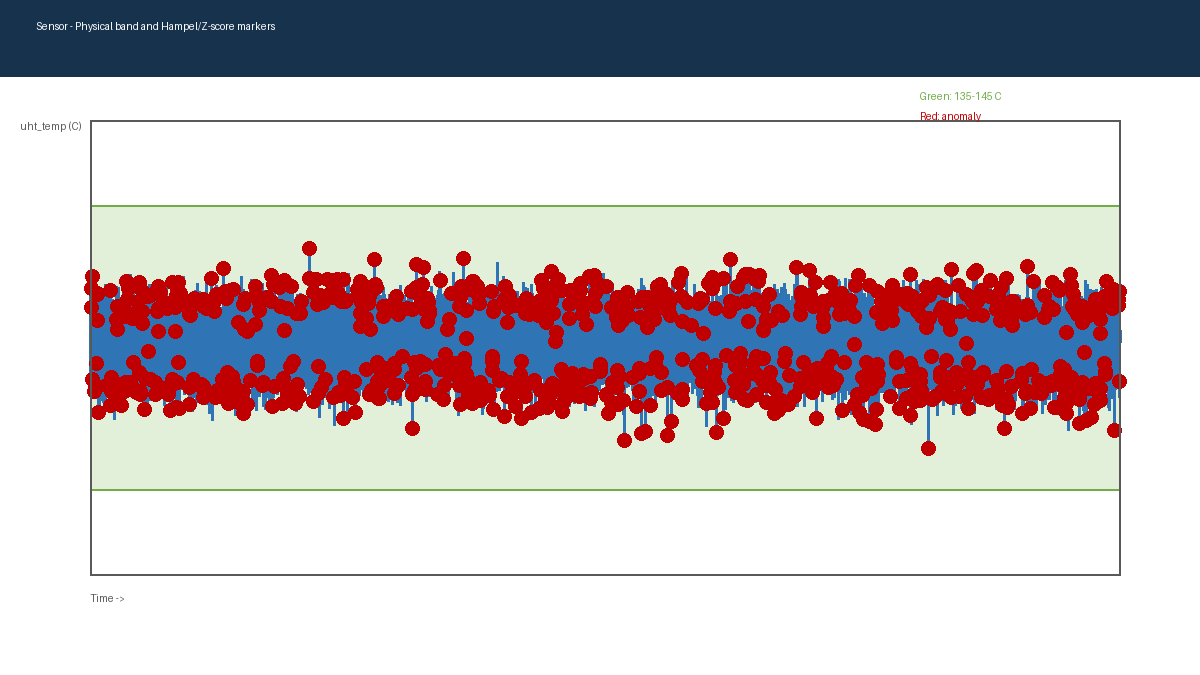 Sensor - Physical band and Hampel/Z-score markers
Green: 135-145 C
Red: anomaly
uht_temp (C)
Time ->